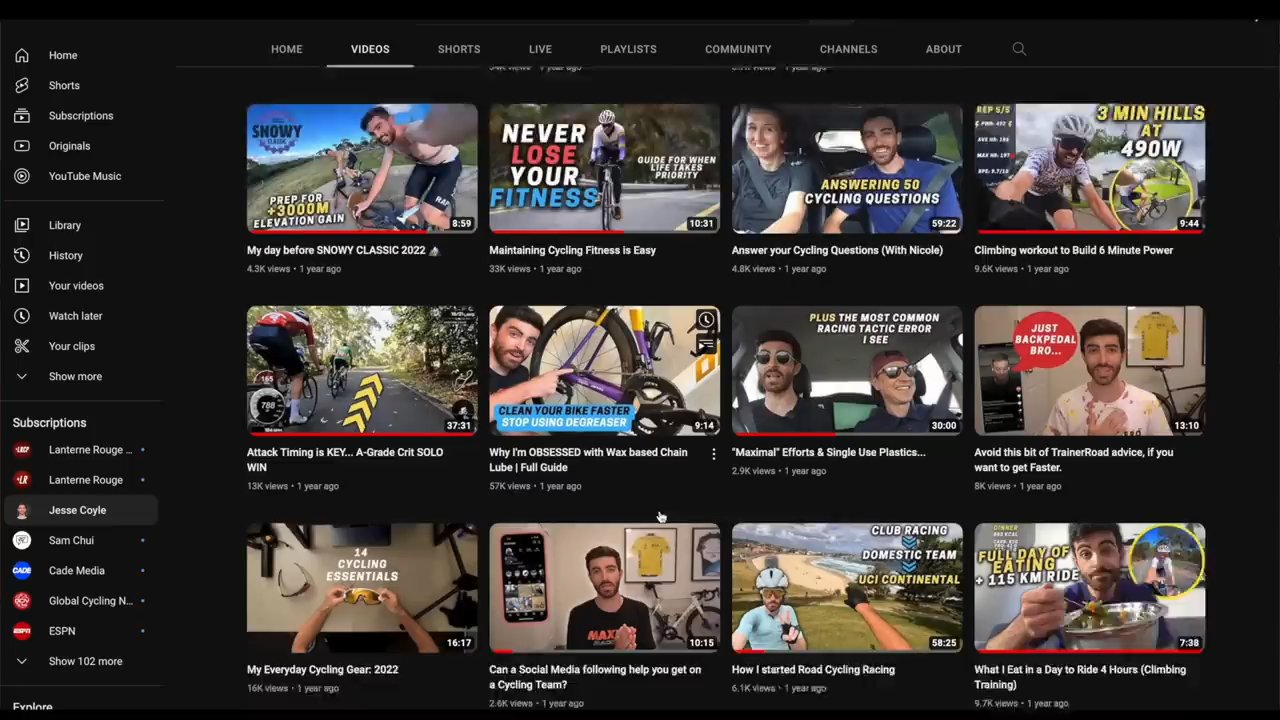 HOME
VIDEOS
SHORTS
LIVE
PLAYLISTS
COMMUNITY
CHANNELS
ABOUT
Home
Shorts
Subscriptions
Originals
YouTube Music
Library
History
Your videos
Watch later
Your clips
Show more
Subscriptions
Lanterne Rouge ...
Lanterne Rouge
Jesse Coyle
Sam Chui
Cade Media
Global Cycling N...
ESPN
Show 102 more
Explore
1 year ago
1 year ago
SNOWY
CLASSIC
PREP FOR
+3000M
ELEVATION GAIN
8:59
My day before SNOWY CLASSIC 2022
4.3K views • 1 year ago
NEVER
LOSE
YOUR
FITNESS
GUIDE FOR WHEN
LIFE TAKES
PRIORITY
10:31
Maintaining Cycling Fitness is Easy
33K views • 1 year ago
ANSWERING 50
CYCLING QUESTIONS
59:22
Answer your Cycling Questions (With Nicole)
4.8K views • 1 year ago
REP 5/5
3 MIN HILLS
AT
490W
9:44
Climbing workout to Build 6 Minute Power
9.6K views • 1 year ago
165
788
37:31
Attack Timing is KEY... A-Grade Crit SOLO
WIN
13K views • 1 year ago
CLEAN YOUR BIKE FASTER
STOP USING DEGREASER
9:14
Why I'm OBSESSED with Wax based Chain
Lube | Full Guide
57K views • 1 year ago
PLUS THE MOST COMMON
RACING TACTIC ERROR
I SEE
30:00
"Maximal" Efforts & Single Use Plastics...
2.9K views • 1 year ago
JUST
BACKPEDAL
BRO...
13:10
Avoid this bit of TrainerRoad advice, if you
want to get Faster.
8K views • 1 year ago
14
CYCLING
ESSENTIALS
16:17
My Everyday Cycling Gear: 2022
16K views • 1 year ago
10:15
Can a Social Media following help you get on
a Cycling Team?
2.6K views • 1 year ago
CLUB RACING
DOMESTIC TEAM
UCI CONTINENTAL
58:25
How I started Road Cycling Racing
6.1K views • 1 year ago
DINNER
FULL DAY OF
EATING
+ 115 KM RIDE
7:38
What I Eat in a Day to Ride 4 Hours (Climbing
Training)
9.7K views • 1 year ago